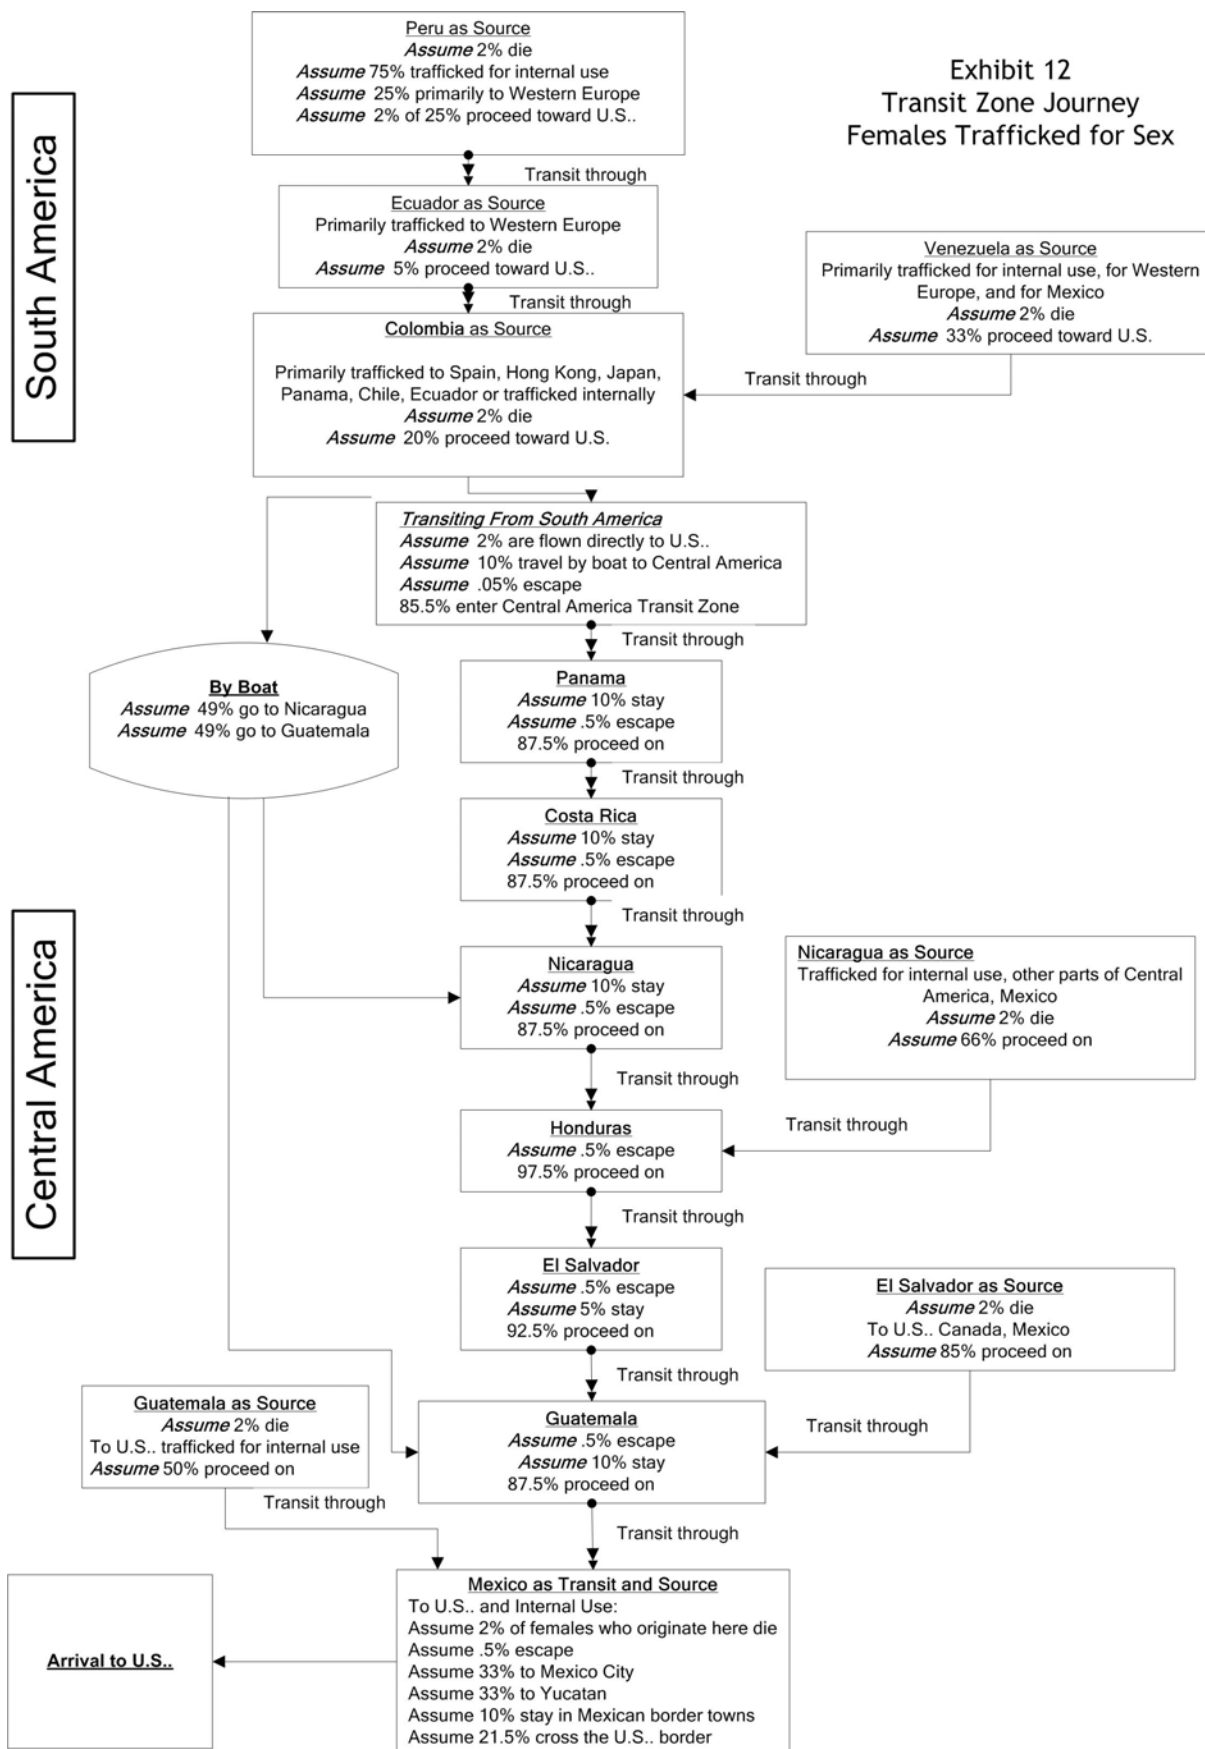 Exhibit 12
Transit Zone Journey
Females Trafficked for Sex
South America
Peru as Source
Assume 2% die
Assume 75% trafficked for internal use
Assume 25% primarily to Western Europe
Assume 2% of 25% proceed toward U.S..
Transit through
Ecuador as Source
Primarily trafficked to Western Europe
Assume 2% die
Assume 5% proceed toward U.S..
Transit through
Venezuela as Source
Primarily trafficked for internal use, for Western
Europe, and for Mexico
Assume 2% die
Assume 33% proceed toward U.S.
Transit through
Colombia as Source
Primarily trafficked to Spain, Hong Kong, Japan,
Panama, Chile, Ecuador or trafficked internally
Assume 2% die
Assume 20% proceed toward U.S.
Transiting From South America
Assume 2% are flown directly to U.S..
Assume 10% travel by boat to Central America
Assume .05% escape
85.5% enter Central America Transit Zone
Transit through
By Boat
Assume 49% go to Nicaragua
Assume 49% go to Guatemala
Central America
Panama
Assume 10% stay
Assume .5% escape
87.5% proceed on
Transit through
Costa Rica
Assume 10% stay
Assume .5% escape
87.5% proceed on
Transit through
Nicaragua
Assume 10% stay
Assume .5% escape
87.5% proceed on
Transit through
Nicaragua as Source
Trafficked for internal use, other parts of Central
America, Mexico
Assume 2% die
Assume 66% proceed on
Transit through
Honduras
Assume .5% escape
97.5% proceed on
Transit through
El Salvador
Assume .5% escape
Assume 5% stay
92.5% proceed on
Transit through
El Salvador as Source
Assume 2% die
To U.S.. Canada, Mexico
Assume 85% proceed on
Transit through
Guatemala
Assume .5% escape
Assume 10% stay
87.5% proceed on
Transit through
Guatemala as Source
Assume 2% die
To U.S.. trafficked for internal use
Assume 50% proceed on
Transit through
Mexico as Transit and Source
To U.S.. and Internal Use:
Assume 2% of females who originate here die
Assume .5% escape
Assume 33% to Mexico City
Assume 33% to Yucatan
Assume 10% stay in Mexican border towns
Assume 21.5% cross the U.S.. border
Arrival to U.S..